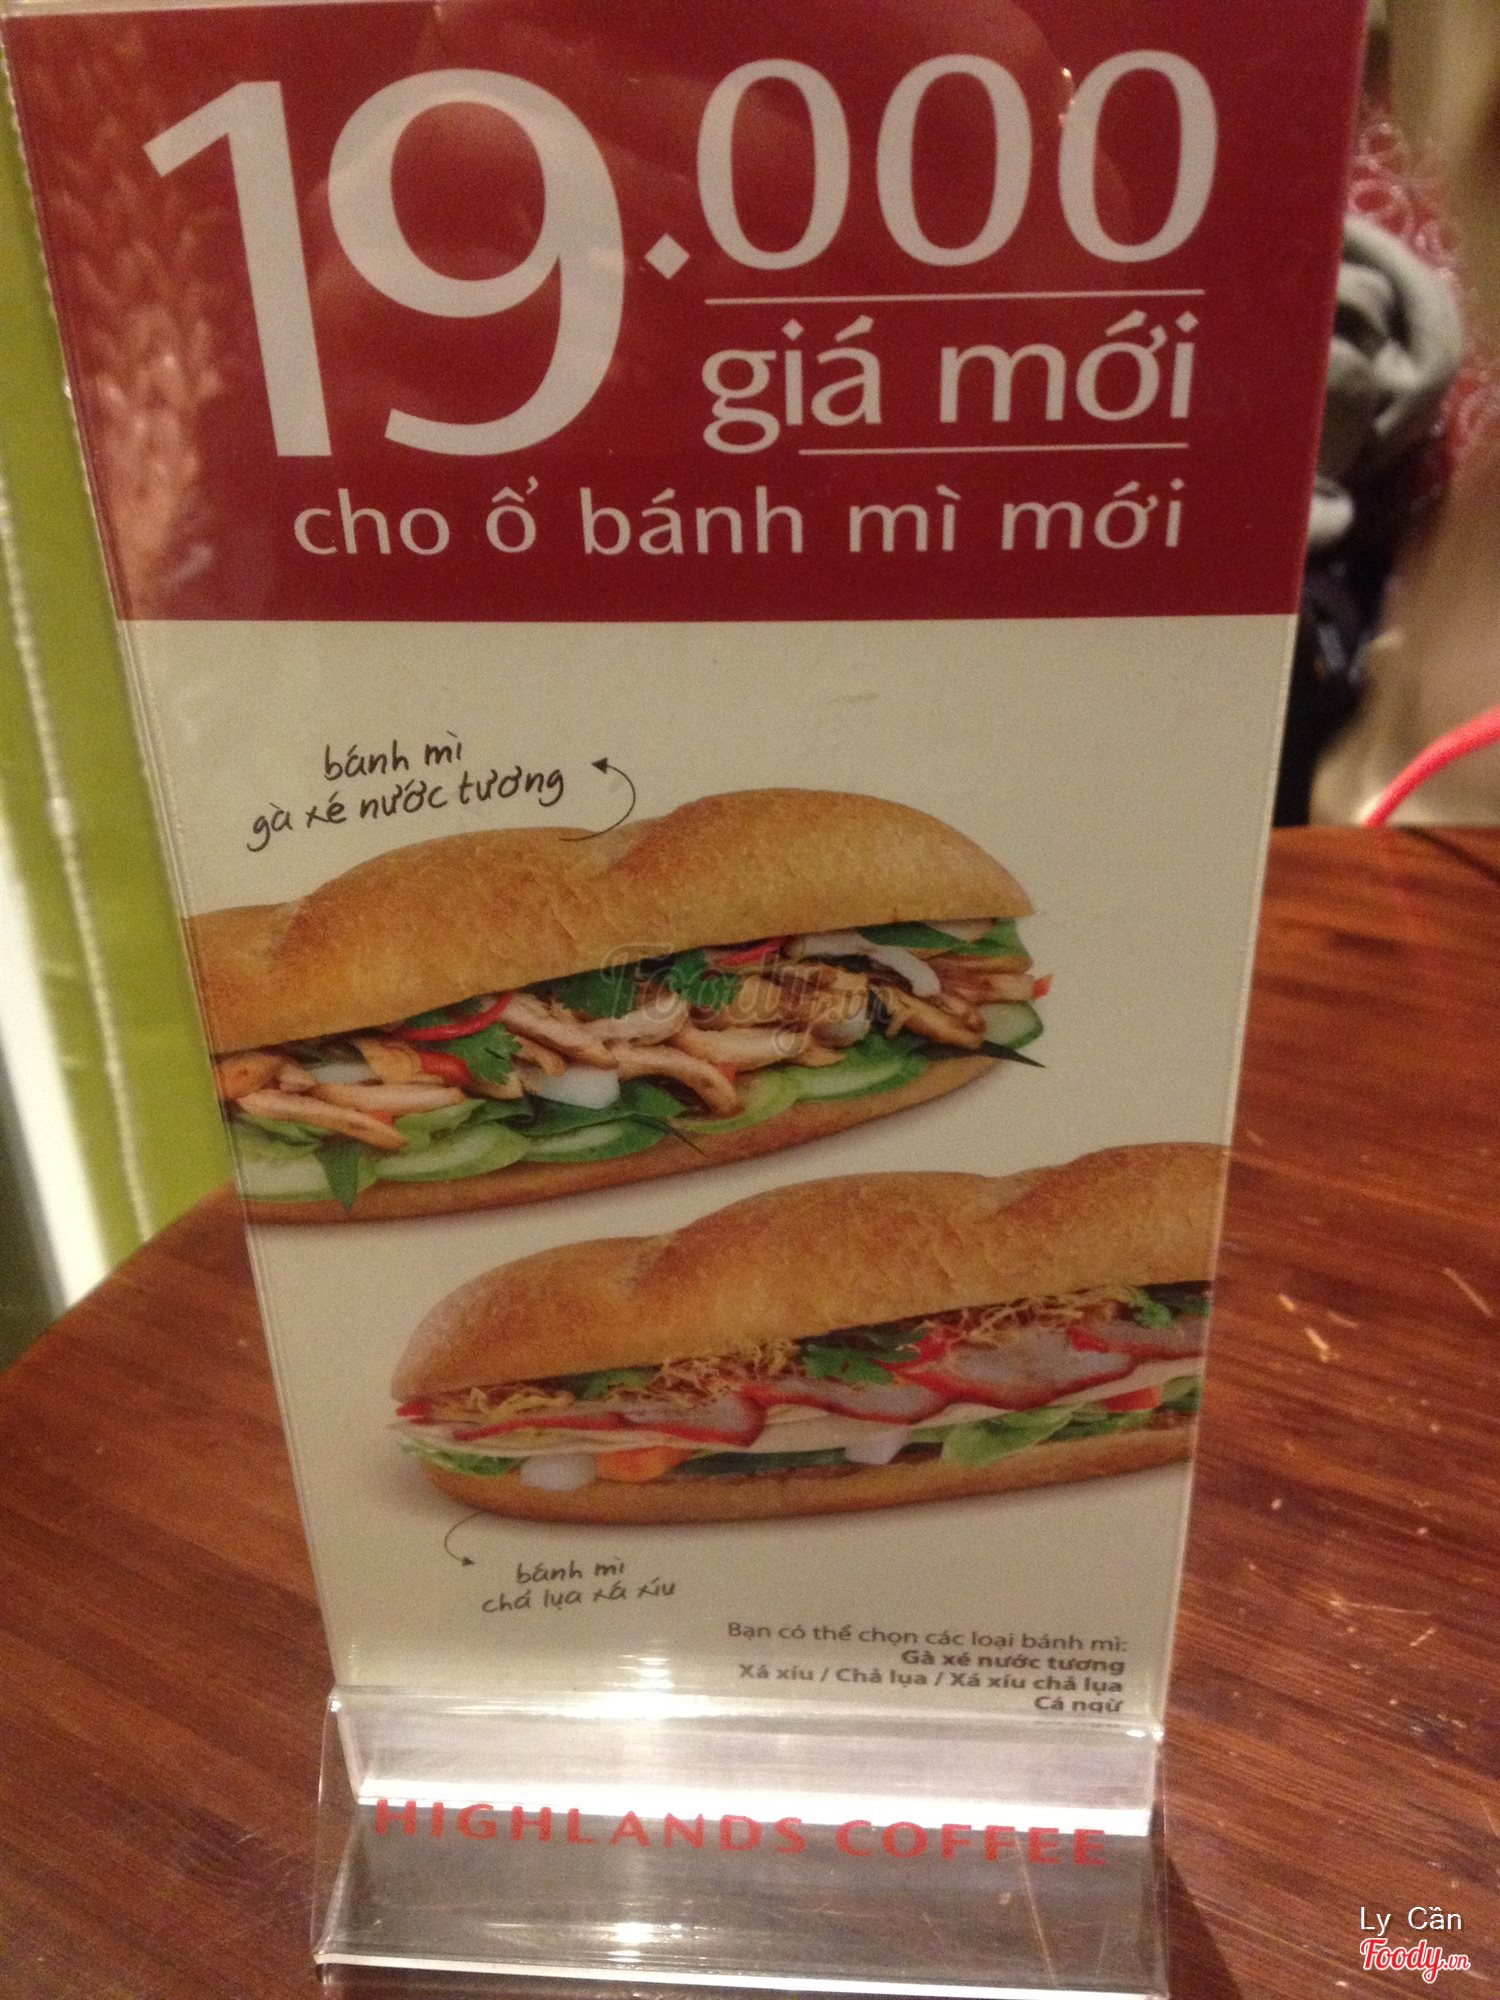 19.000
giá mới
cho ổ bánh mì mới
bánh mì
gà xé nước tương
Foody.vn
bánh mì
chả lụa xá xíu
Bạn có thể chọn các loại bánh mì:
Gà xé nước tương
Xá xíu / Chả lụa / Xá xíu chả lụa
Cá ngừ
HIGHLANDS COFFEE
Ly Cần
Foody.vn